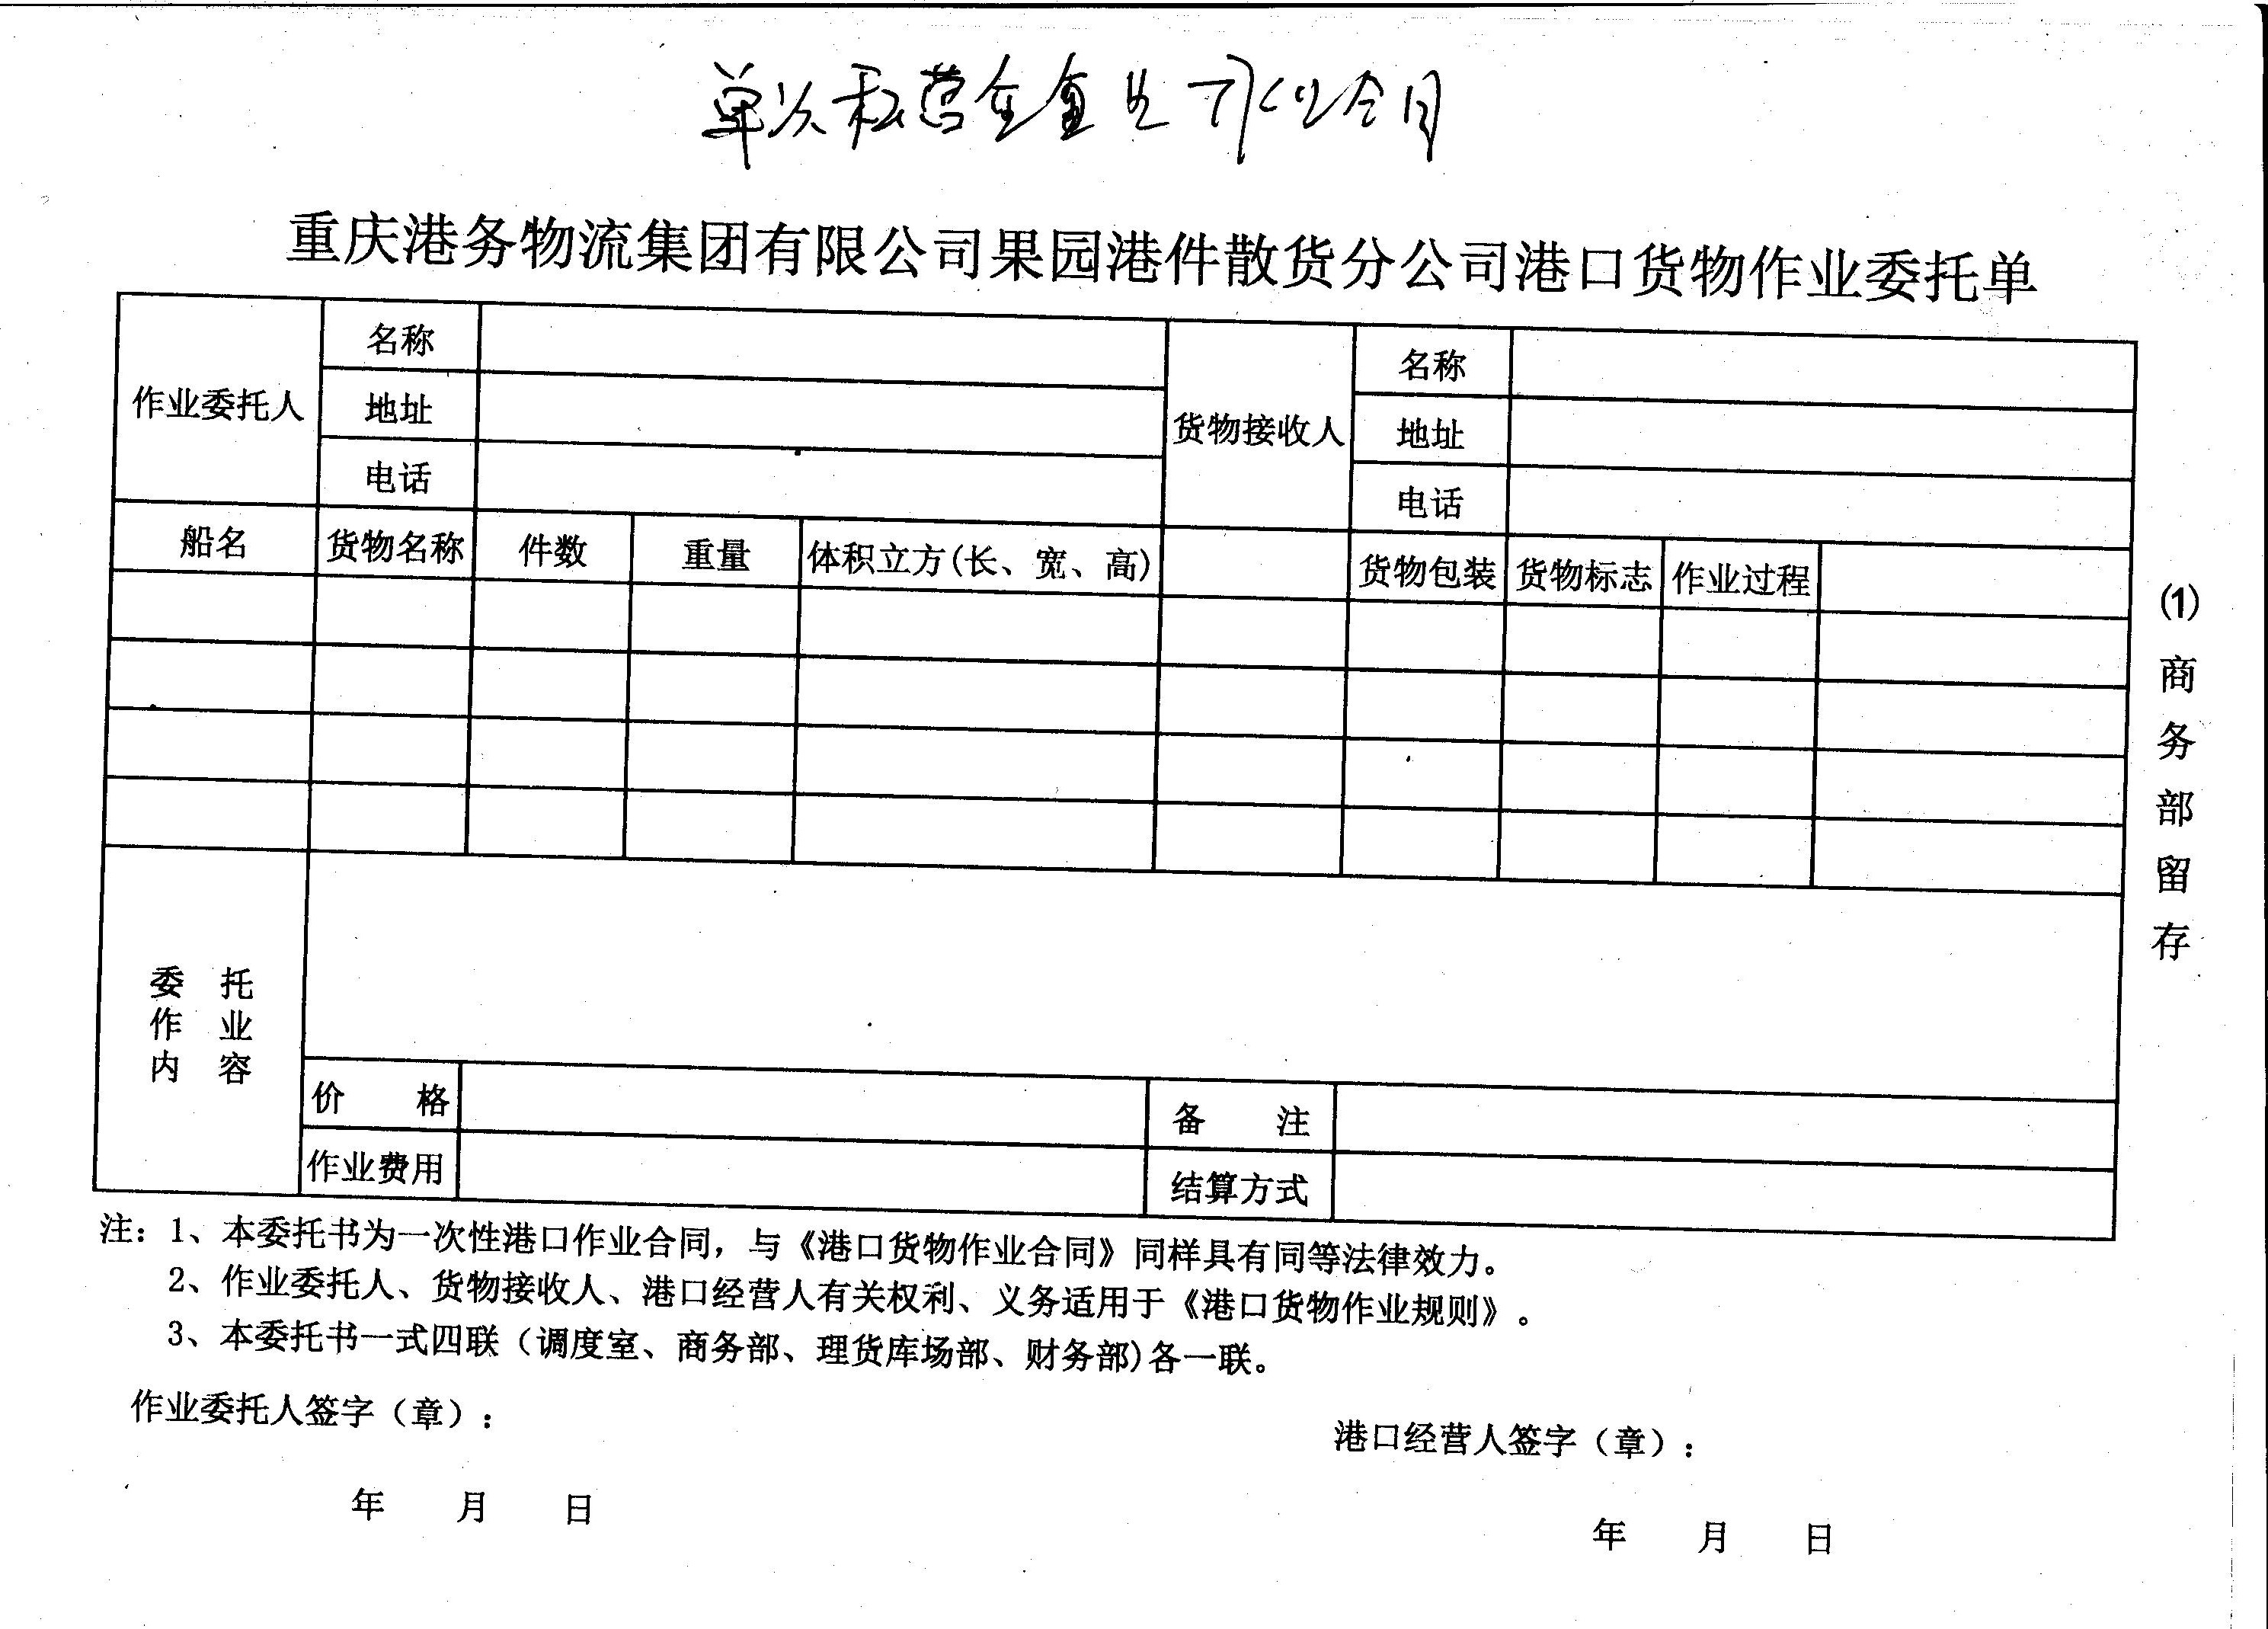 重庆港务物流集团有限公司果园港件散货分公司港口货物作业委托单
作业委托人 名称 货物接收人 名称
地址 地址
电话 电话
船名 货物名称 件数 重量 体积立方(长、宽、高) 货物包装 货物标志 作业过程
委 托
作 业
内 容
价 格 备 注
作业费用 结算方式
(1)商务部留存
注：1、本委托书为一次性港口作业合同，与《港口货物作业合同》同样具有同等法律效力。
2、作业委托人、货物接收人、港口经营人有关权利、义务适用于《港口货物作业规则》。
3、本委托书一式四联（调度室、商务部、理货库场部、财务部)各一联。
作业委托人签字（章）：
港口经营人签字（章）：
年 月 日
年 月 日